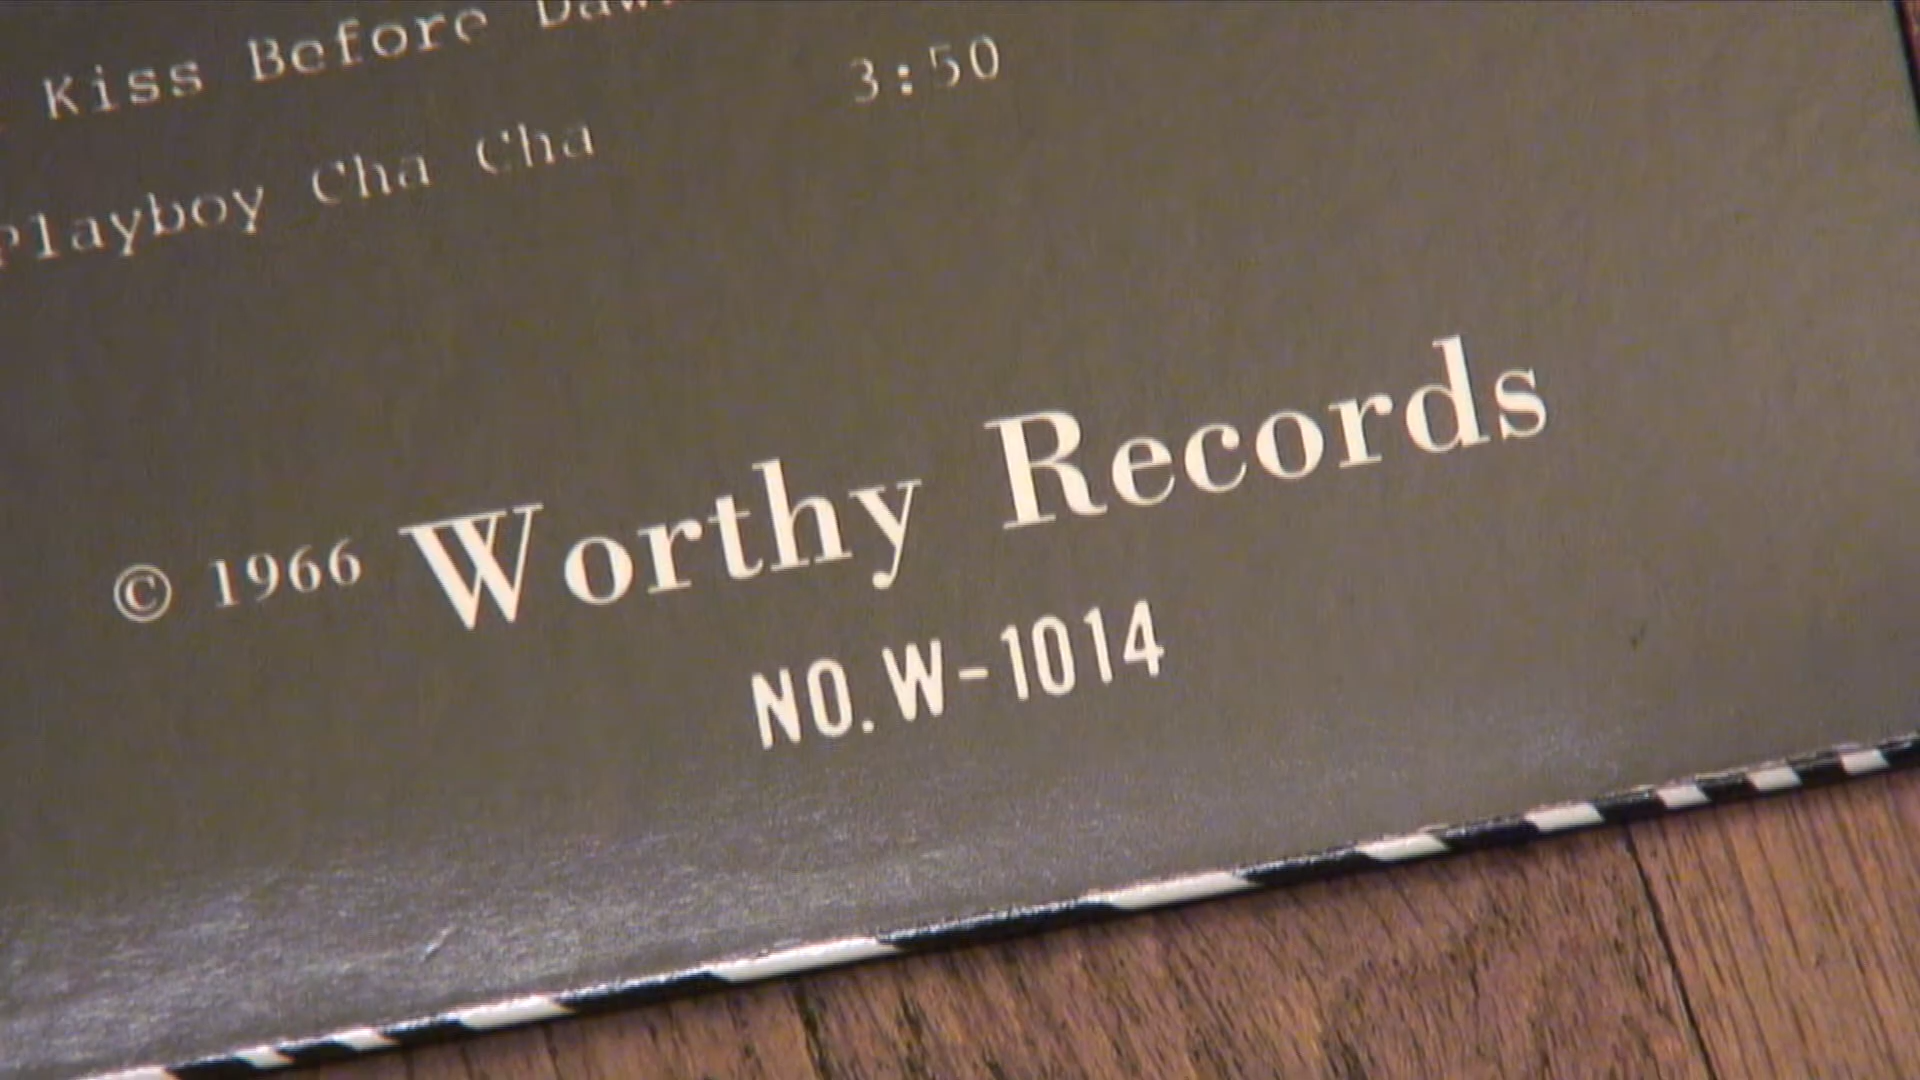 Kiss Before
3:50
Playboy Cha Cha
© 1966 Worthy Records
NO. W-1014